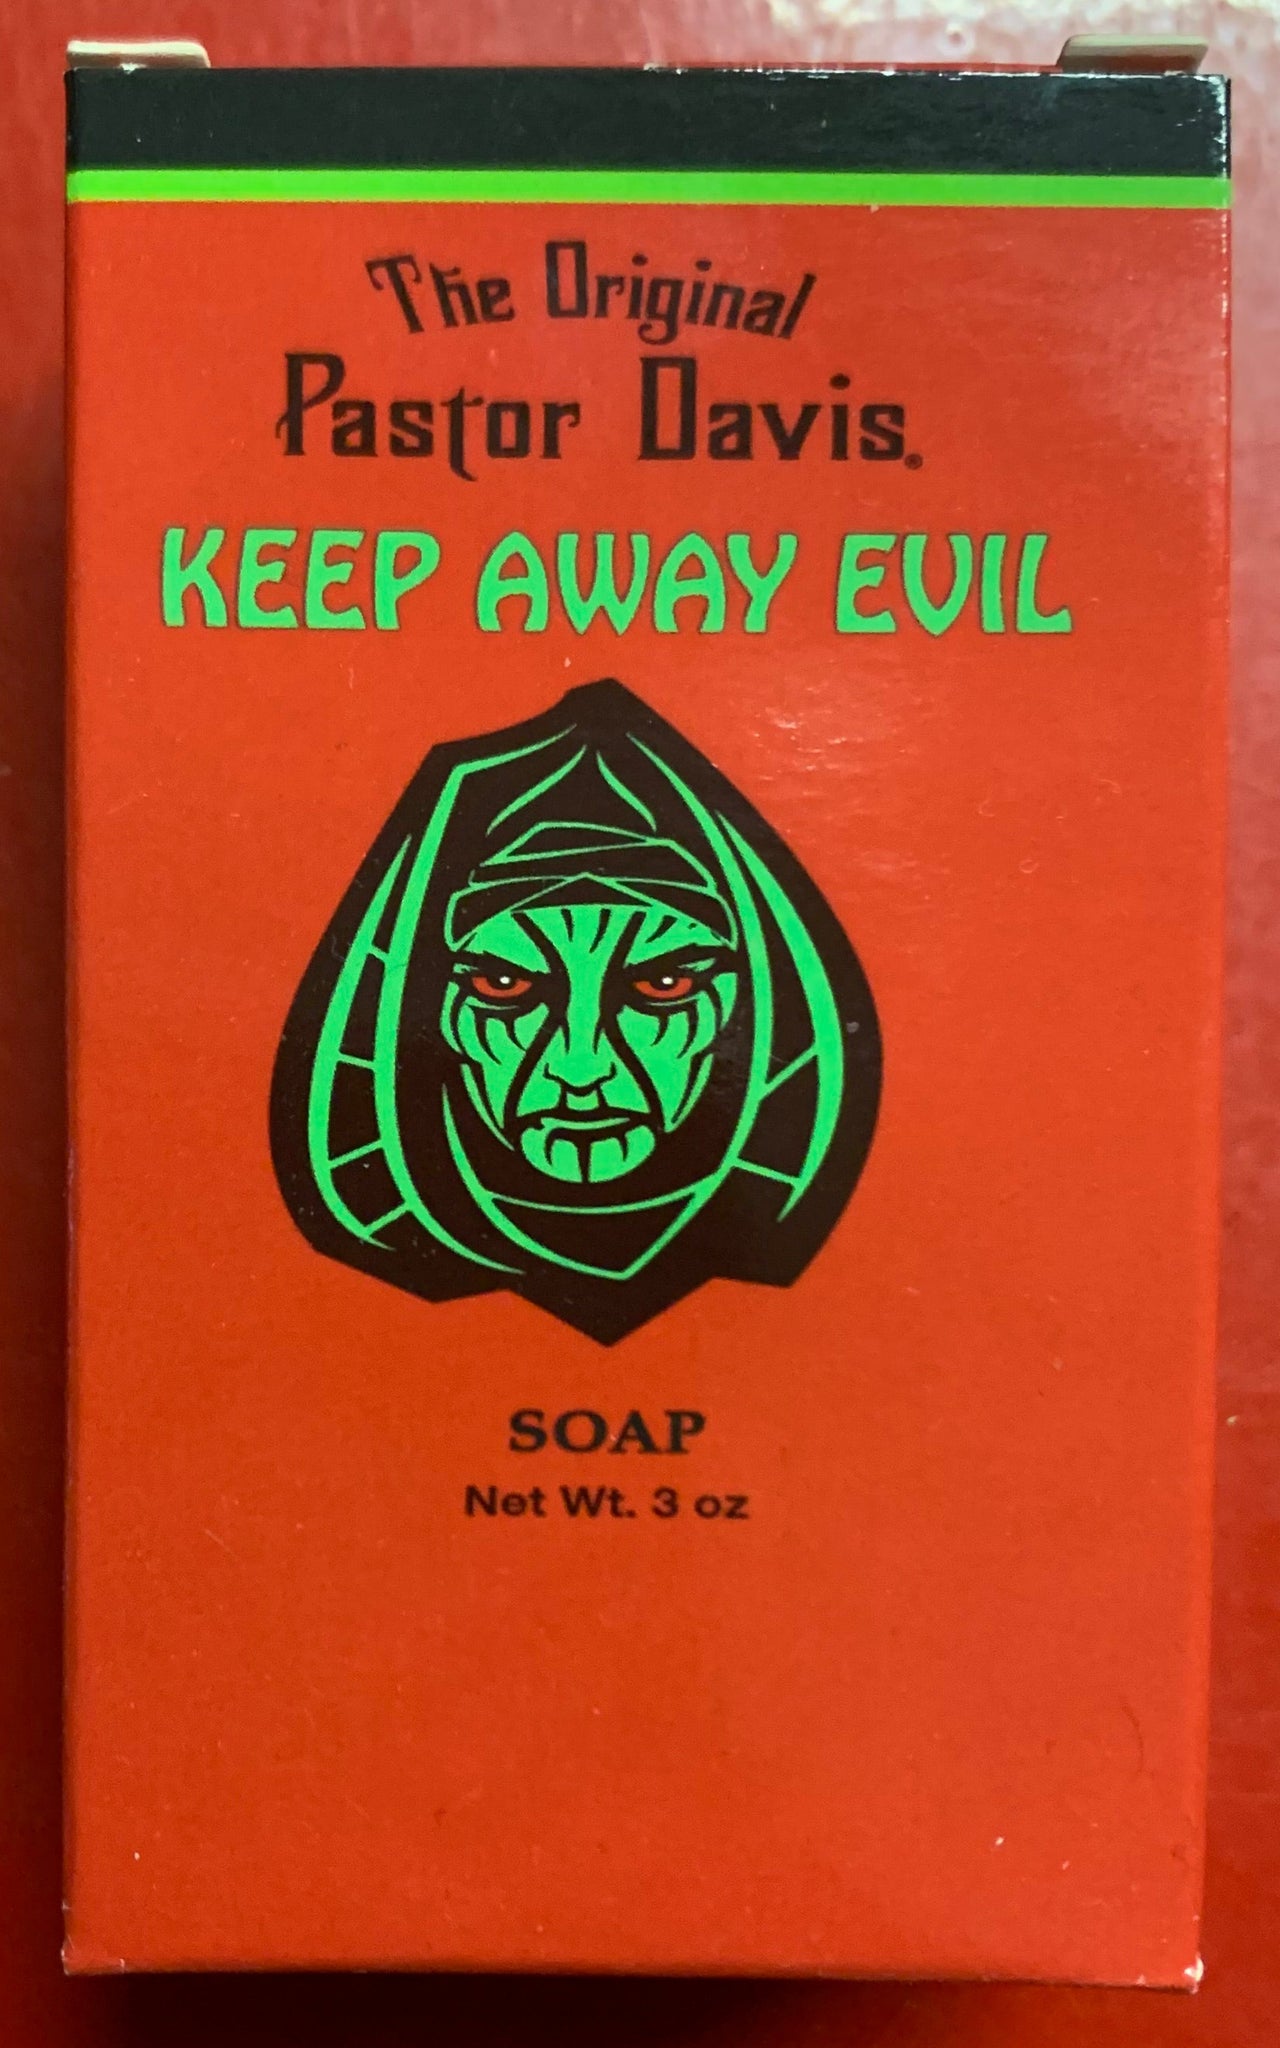 The Original
Pastor Davis®
KEEP AWAY EVIL
SOAP
Net Wt. 3 oz